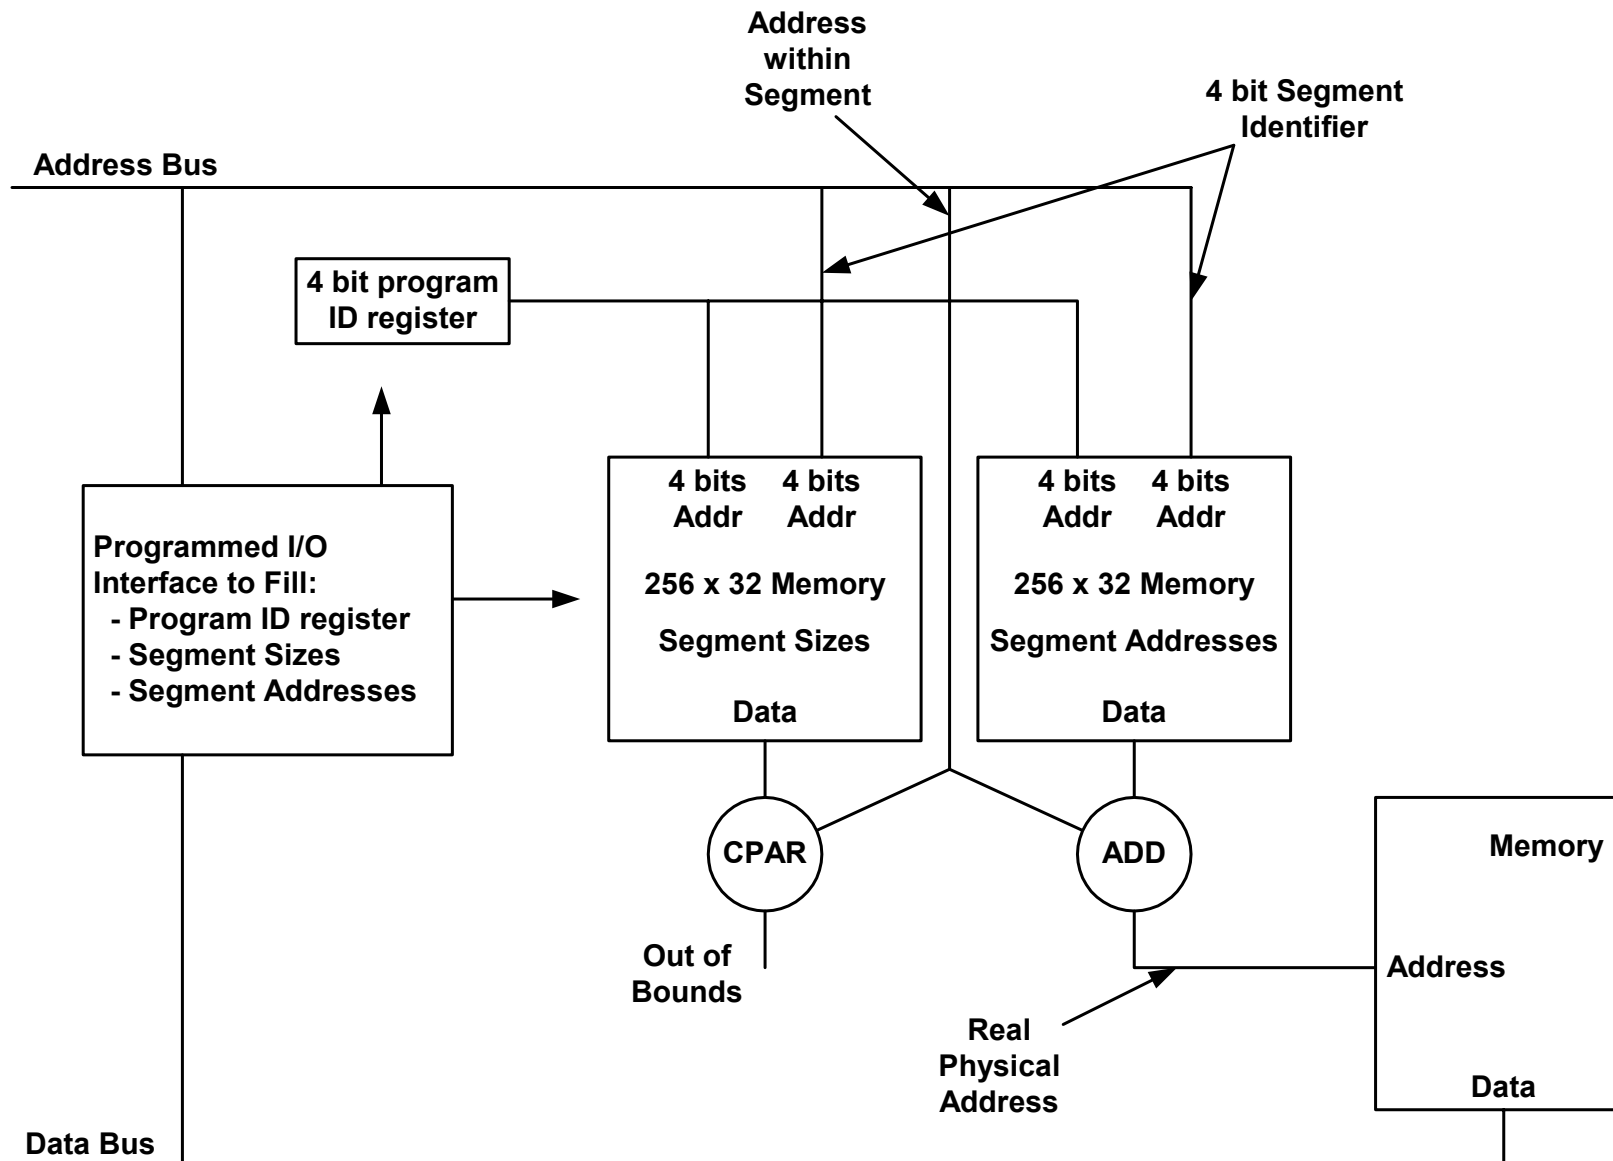 Address
within
Segment
4 bit Segment
Identifier
Address Bus
4 bit program
ID register
4 bits
Addr
4 bits
Addr
4 bits
Addr
4 bits
Addr
Programmed I/O
Interface to Fill:
- Program ID register
- Segment Sizes
- Segment Addresses
256 x 32 Memory
Segment Sizes
Data
256 x 32 Memory
Segment Addresses
Data
CPAR
ADD
Memory
Out of
Bounds
Address
Real
Physical
Address
Data
Data Bus